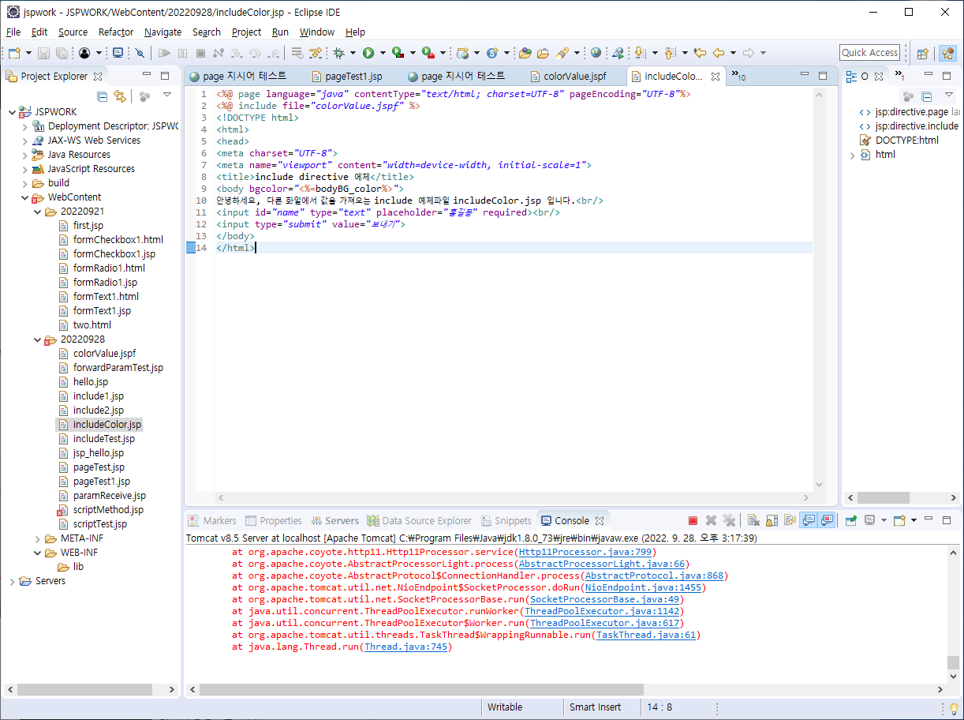 jspwork - JSPWORK/WebContent/20220928/includeColor.jsp - Eclipse IDE
File Edit Source Refactor Navigate Search Project Run Window Help
Quick Access
Project Explorer
page 지시어 테스트 pageTest1.jsp page 지시어 테스트 colorValue.jspf includeColo... »10
O »1
JSPWORK
Deployment Descriptor: JSPWC
JAX-WS Web Services
Java Resources
JavaScript Resources
build
WebContent
20220921
first.jsp
formCheckbox1.html
formCheckbox1.jsp
formRadio1.html
formRadio1.jsp
formText1.html
formText1.jsp
two.html
20220928
colorValue.jspf
forwardParamTest.jsp
hello.jsp
include1.jsp
include2.jsp
includeColor.jsp
includeTest.jsp
jsp_hello.jsp
pageTest.jsp
pageTest1.jsp
paramReceive.jsp
scriptMethod.jsp
scriptTest.jsp
META-INF
WEB-INF
lib
Servers
1 <%@ page language="java" contentType="text/html; charset=UTF-8" pageEncoding="UTF-8"%>
2 <%@ include file="colorValue.jspf" %>
3 <!DOCTYPE html>
4 <html>
5 <head>
6 <meta charset="UTF-8">
7 <meta name="viewport" content="width=device-width, initial-scale=1">
8 <title>include directive 예제</title>
9 <body bgcolor="<%=bodyBG_color%>">
10 안녕하세요, 다른 화일에서 값을 가져오는 include 예제파일 includeColor.jsp 입니다.<br/>
11 <input id="name" type="text" placeholder="홍길동" required><br/>
12 <input type="submit" value="보내기">
13 </body>
14 </html>
jsp:directive.page lan
jsp:directive.include
DOCTYPE:html
html
Markers Properties Servers Data Source Explorer Snippets Console
Tomcat v8.5 Server at localhost [Apache Tomcat] C:\Program Files\Java\jdk1.8.0_73\jre\bin\javaw.exe (2022. 9. 28. 오후 3:17:39)
at org.apache.coyote.http11.Http11Processor.service(Http11Processor.java:799)
at org.apache.coyote.AbstractProcessorLight.process(AbstractProcessorLight.java:66)
at org.apache.coyote.AbstractProtocol$ConnectionHandler.process(AbstractProtocol.java:868)
at org.apache.tomcat.util.net.NioEndpoint$SocketProcessor.doRun(NioEndpoint.java:1455)
at org.apache.tomcat.util.net.SocketProcessorBase.run(SocketProcessorBase.java:49)
at java.util.concurrent.ThreadPoolExecutor.runWorker(ThreadPoolExecutor.java:1142)
at java.util.concurrent.ThreadPoolExecutor$Worker.run(ThreadPoolExecutor.java:617)
at org.apache.tomcat.util.threads.TaskThread$WrappingRunnable.run(TaskThread.java:61)
at java.lang.Thread.run(Thread.java:745)
Writable Smart Insert 14 : 8